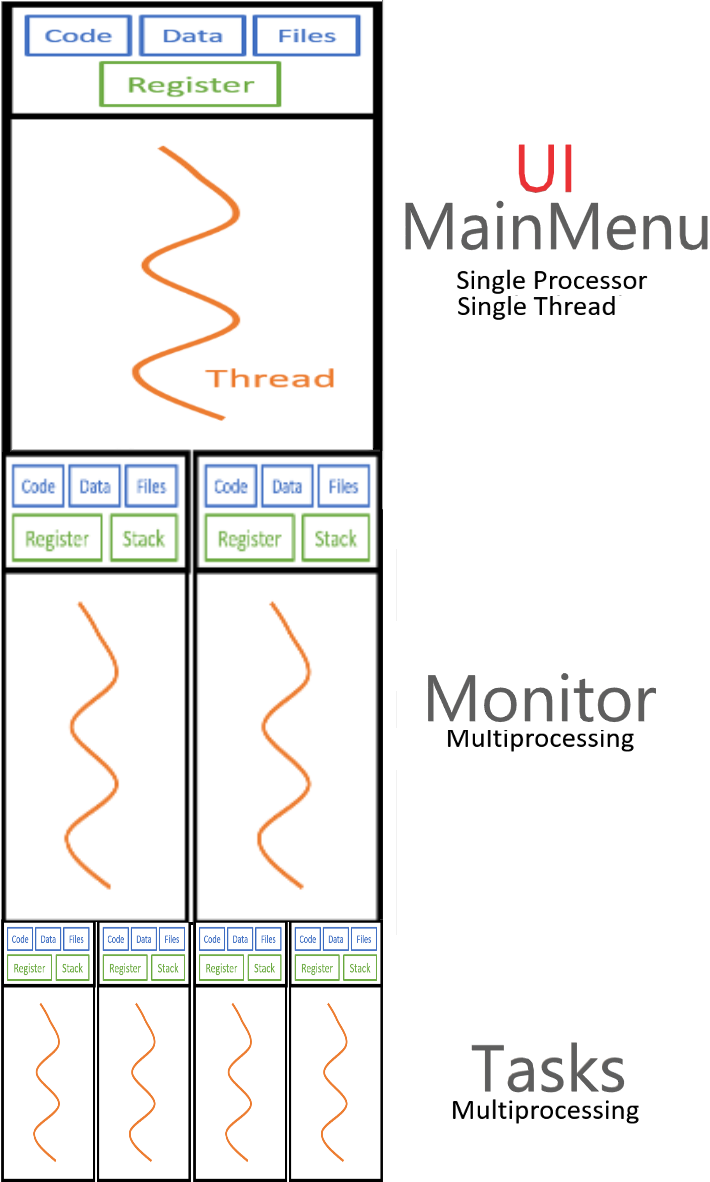 Code Data Files
Register
UI
MainMenu
Single Processor
Single Thread
Thread
Code Data Files Code Data Files
Register Stack Register Stack
Monitor
Multiprocessing
Code Data Files Code Data Files Code Data Files Code Data Files
Register Stack Register Stack Register Stack Register Stack
Tasks
Multiprocessing